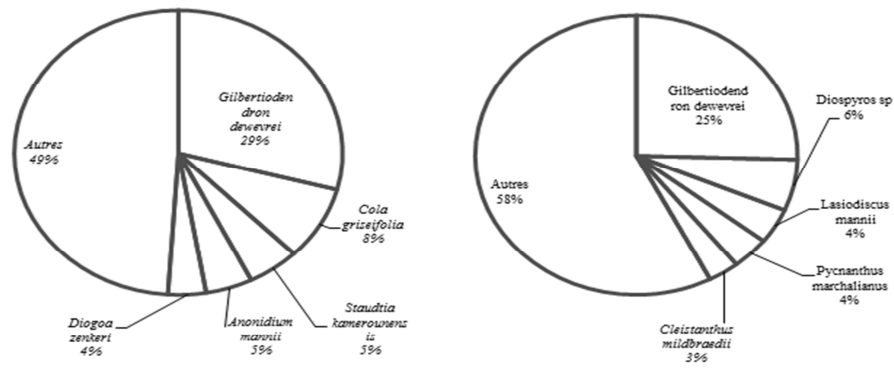 Gilbertioden
dron
dewevrei
29%
Cola
griseifolia
8%
Staudtia
kamerounens
is
5%
Anonidium
mannii
5%
Diogoa
zenkeri
4%
Autres
49%
Gilbertiodend
ron dewevrei
25%
Diospyros sp
6%
Lasiodiscus
mannii
4%
Pycnanthus
marchalianus
4%
Cleistanthus
mildbraedii
3%
Autres
58%